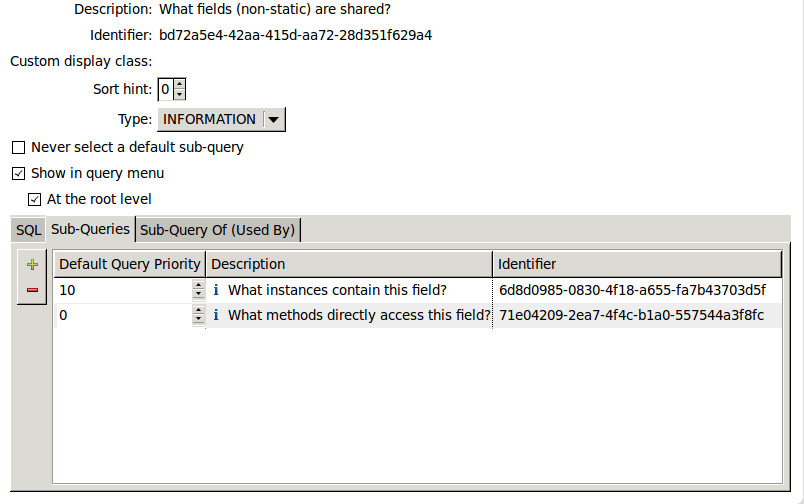 Description: What fields (non-static) are shared?
Identifier: bd72a5e4-42aa-415d-aa72-28d351f629a4
Custom display class:
Sort hint: 0
Type: INFORMATION
Never select a default sub-query
Show in query menu
At the root level
SQL Sub-Queries Sub-Query Of (Used By)
Default Query Priority Description Identifier
10 i What instances contain this field? 6d8d0985-0830-4f18-a655-fa7b43703d5f
0 i What methods directly access this field? 71e04209-2ea7-4f4c-b1a0-557544a3f8fc